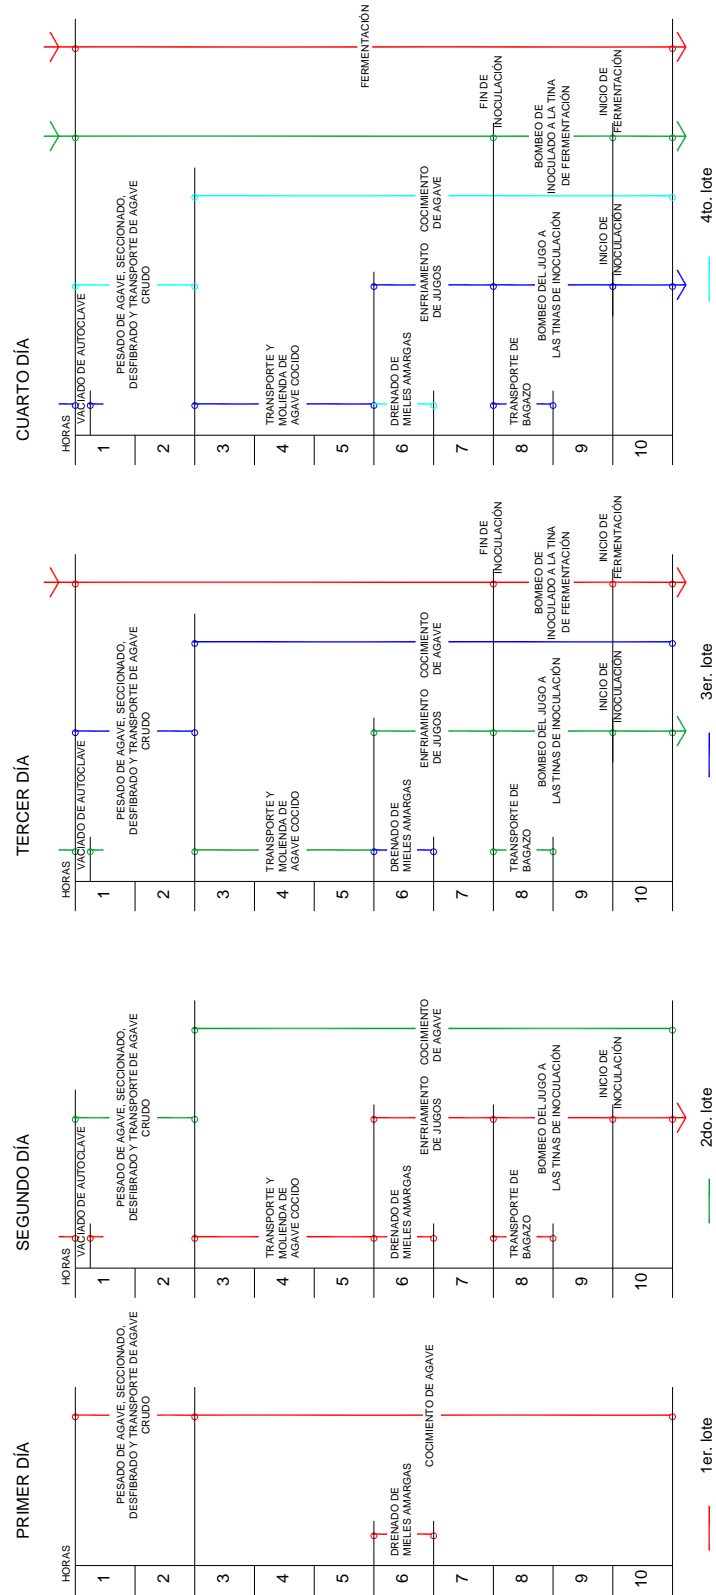 PRIMER DÍA
HORAS
1
2
3
4
5
6
7
8
9
10
PESADO DE AGAVE, SECCIONADO,
DESFIBRADO Y TRANSPORTE DE AGAVE
CRUDO
DRENADO DE
MIELES AMARGAS
COCIMIENTO DE AGAVE
SEGUNDO DÍA
HORAS
1
2
3
4
5
6
7
8
9
10
VACIADO DE AUTOCLAVE
PESADO DE AGAVE, SECCIONADO,
DESFIBRADO Y TRANSPORTE DE AGAVE
CRUDO
TRANSPORTE Y
MOLIENDA DE
AGAVE COCIDO
DRENADO DE
MIELES AMARGAS
ENFRIAMIENTO
DE JUGOS
COCIMIENTO
DE AGAVE
TRANSPORTE DE
BAGAZO
BOMBEO DEL JUGO A
LAS TINAS DE INOCULACIÓN
INICIO DE
INOCULACIÓN
TERCER DÍA
HORAS
1
2
3
4
5
6
7
8
9
10
VACIADO DE AUTOCLAVE
PESADO DE AGAVE, SECCIONADO,
DESFIBRADO Y TRANSPORTE DE AGAVE
CRUDO
TRANSPORTE Y
MOLIENDA DE
AGAVE COCIDO
DRENADO DE
MIELES AMARGAS
ENFRIAMIENTO
DE JUGOS
COCIMIENTO
DE AGAVE
TRANSPORTE DE
BAGAZO
BOMBEO DEL JUGO A
LAS TINAS DE INOCULACIÓN
INICIO DE
INOCULACIÓN
FIN DE
INOCULACIÓN
BOMBEO DE
INOCULADO A LA TINA
DE FERMENTACIÓN
INICIO DE
FERMENTACIÓN
CUARTO DÍA
HORAS
1
2
3
4
5
6
7
8
9
10
VACIADO DE AUTOCLAVE
PESADO DE AGAVE, SECCIONADO,
DESFIBRADO Y TRANSPORTE DE AGAVE
CRUDO
TRANSPORTE Y
MOLIENDA DE
AGAVE COCIDO
DRENADO DE
MIELES AMARGAS
ENFRIAMIENTO
DE JUGOS
COCIMIENTO
DE AGAVE
TRANSPORTE DE
BAGAZO
BOMBEO DEL JUGO A
LAS TINAS DE INOCULACIÓN
INICIO DE
INOCULACIÓN
FIN DE
INOCULACIÓN
BOMBEO DE
INOCULADO A LA TINA
DE FERMENTACIÓN
INICIO DE
FERMENTACIÓN
FERMENTACIÓN
1er. lote
2do. lote
3er. lote
4to. lote